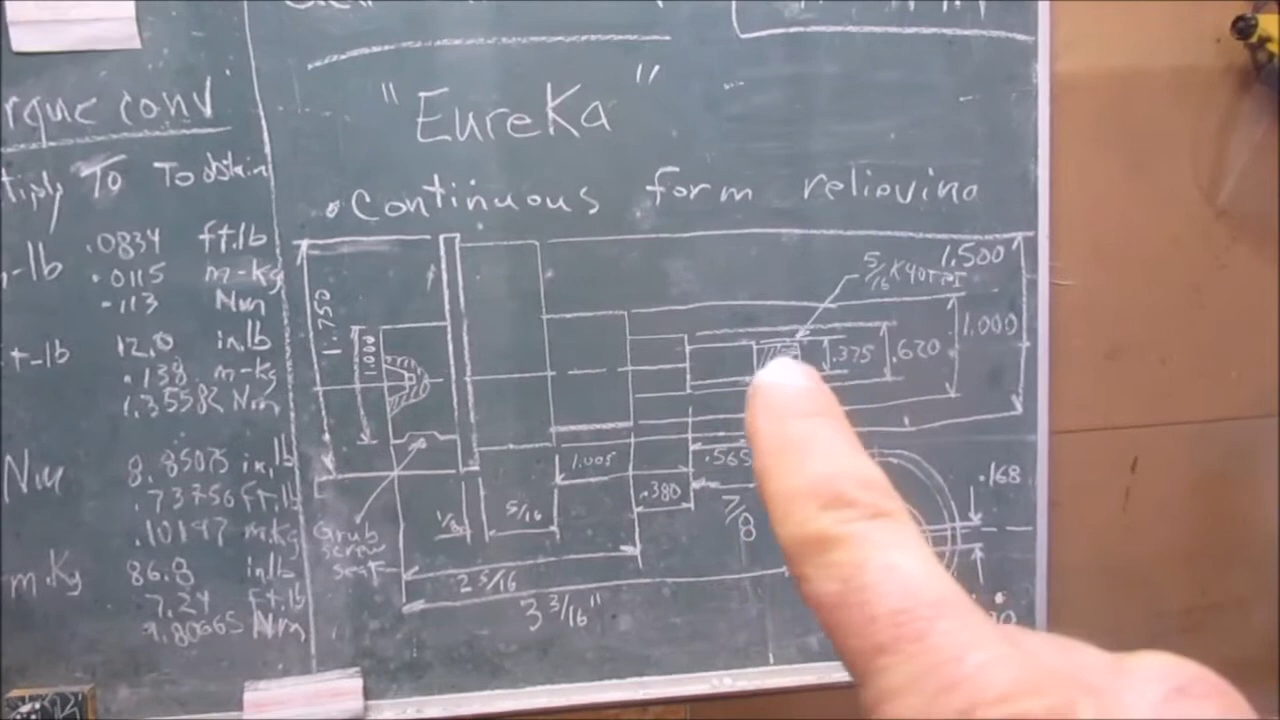 rque conv
tiply To To obtain
-lb .0834 ft.lb
.0115 m-kg
.113 Nm
t-lb 12.0 in.lb
.138 m-kg
1.35582 Nm
Nm 8.85075 in.lb
.73756 ft.lb
.10197 m.kg
m.Kg 86.8 in.lb
7.24 ft.lb
9.80665 Nm
"EureKa"
• Continuous form relieving
5/16 X 40TPI
1.500
1.750
1.000
1.000
.375
.620
1.005
.565
.380
7/8
.168
1/8
5/16
Grub
screw
seat
2 5/16
3 3/16"